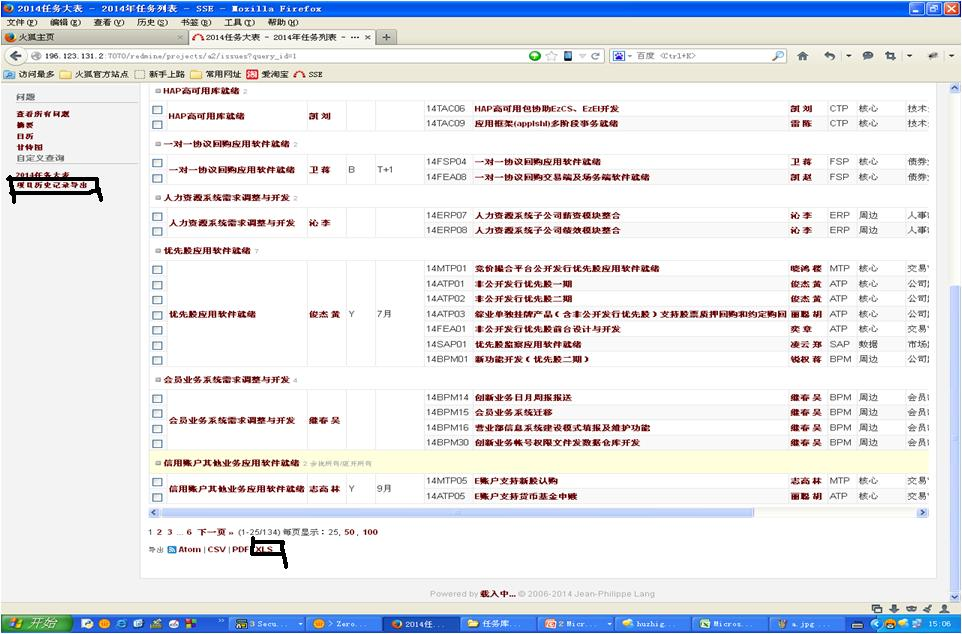 2014任务大表 - 2014年任务列表 - SSE - Mozilla Firefox
文件(F) 编辑(E) 查看(V) 历史(S) 书签(B) 工具(T) 帮助(H)
火狐主页 2014任务大表 - 2014年任务列表 - ...
196.123.131.2:7070/redmine/projects/a2/issues?query_id=1 百度 <Ctrl+K>
访问最多 火狐官方站点 新手上路 常用网址 爱淘宝 SSE
问题
查看所有问题
摘要
日历
甘特图
自定义查询
2014任务大表
项目历史记录导出
HAP高可用库就绪 2
HAP高可用库就绪 凯 刘
14TAC06 HAP高可用包协助EzCS、EzEI开发 凯 刘 CTP 核心 技术
14TAC09 应用框架(applshl)多阶段事务就绪 雷 陈 CTP 核心 技术
一对一协议回购应用软件就绪 2
一对一协议回购应用软件就绪 卫 蒋 B T+1
14FSP04 一对一协议回购应用软件就绪 卫 蒋 FSP 核心 债券
14FEA08 一对一协议回购交易端及场务端软件就绪 凯 赵 FSP 核心 债券
人力资源系统需求调整与开发 2
人力资源系统需求调整与开发 沁 李
14ERP07 人力资源系统子公司薪资模块整合 沁 李 ERP 周边 人事
14ERP08 人力资源系统子公司绩效模块整合 沁 李 ERP 周边 人事
优先股应用软件就绪 7
优先股应用软件就绪 俊杰 黄 Y 7月
14MTP01 竞价撮合平台公开发行优先股应用软件就绪 晓鸿 楼 MTP 核心 交易
14ATP01 非公开发行优先股一期 俊杰 黄 ATP 核心 公司
14ATP02 非公开发行优先股二期 俊杰 黄 ATP 核心 公司
14ATP03 综业单独挂牌产品(含非公开发行优先股)支持股票质押回购和约定购回 丽聪 胡 ATP 核心 公司
14FEA01 非公开发行优先股前台设计与开发 奕 章 ATP 核心 交易
14SAP01 优先股监察应用软件就绪 凌云 郑 SAP 数据 市场
14BPM01 新功能开发(优先股二期) 锐权 蒋 BPM 周边 公司
会员业务系统需求调整与开发 4
会员业务系统需求调整与开发 继春 吴
14BPM14 创新业务日月周报报送 继春 吴 BPM 周边 会员
14BPM15 会员业务系统迁移 继春 吴 BPM 周边 会员
14BPM16 营业部信息系统建设模式填报及维护功能 继春 吴 BPM 周边 会员
14BPM30 创新业务帐号权限文件发数据仓库开发 继春 吴 BPM 周边 会员
信用账户其他业务应用软件就绪 2 合拢所有/展开所有
信用账户其他业务应用软件就绪 志高 林 Y 9月
14MTP05 E账户支持新股认购 志高 林 MTP 核心 交易
14ATP05 E账户支持货币基金申赎 丽聪 胡 MTP 核心 交易
1 2 3 ... 6 下一页 » (1-25/134) 每页显示: 25, 50, 100
导出 Atom | CSV | PDF XLS
Powered by 载入中... © 2006-2014 Jean-Philippe Lang
开始 3 Secu... > Zero... 2014任... 任务库... 2 Micr... huzhig... Micros... a.jpg ... 15:06